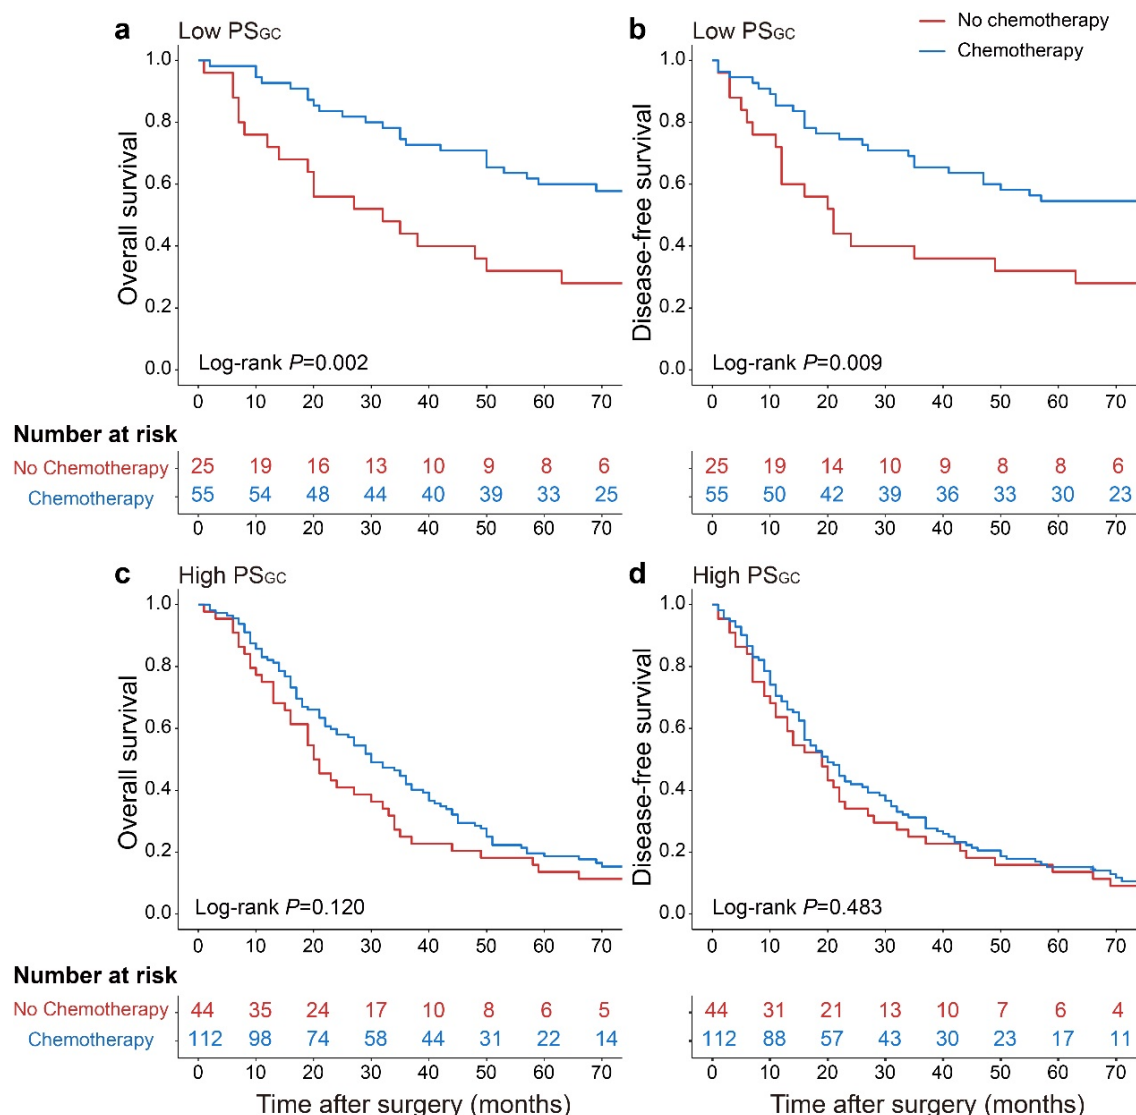 a Low PSGC
b Low PSGC
No chemotherapy
Chemotherapy
Overall survival
1.0
0.8
0.6
0.4
0.2
0.0
Log-rank P=0.002
0 10 20 30 40 50 60 70
Disease-free survival
1.0
0.8
0.6
0.4
0.2
0.0
Log-rank P=0.009
0 10 20 30 40 50 60 70
Number at risk
No Chemotherapy 25 19 16 13 10 9 8 6
Chemotherapy 55 54 48 44 40 39 33 25
0 10 20 30 40 50 60 70
25 19 14 10 9 8 8 6
55 50 42 39 36 33 30 23
0 10 20 30 40 50 60 70
c High PSGC
d High PSGC
Overall survival
1.0
0.8
0.6
0.4
0.2
0.0
Log-rank P=0.120
0 10 20 30 40 50 60 70
Disease-free survival
1.0
0.8
0.6
0.4
0.2
0.0
Log-rank P=0.483
0 10 20 30 40 50 60 70
Number at risk
No Chemotherapy 44 35 24 17 10 8 6 5
Chemotherapy 112 98 74 58 44 31 22 14
0 10 20 30 40 50 60 70
Time after surgery (months)
44 31 21 13 10 7 6 4
112 88 57 43 30 23 17 11
0 10 20 30 40 50 60 70
Time after surgery (months)